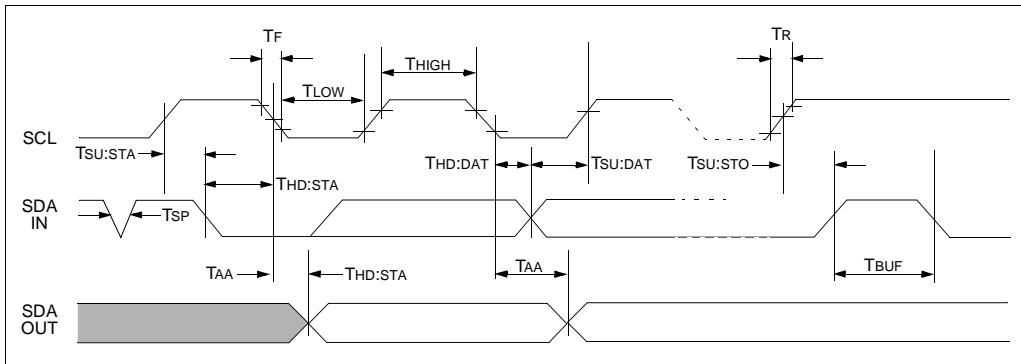 TF
TR
THIGH
TLOW
SCL
TSU:STA
THD:DAT
TSU:DAT
TSU:STO
THD:STA
SDA
IN
TSP
TAA
THD:STA
TAA
TBUF
SDA
OUT